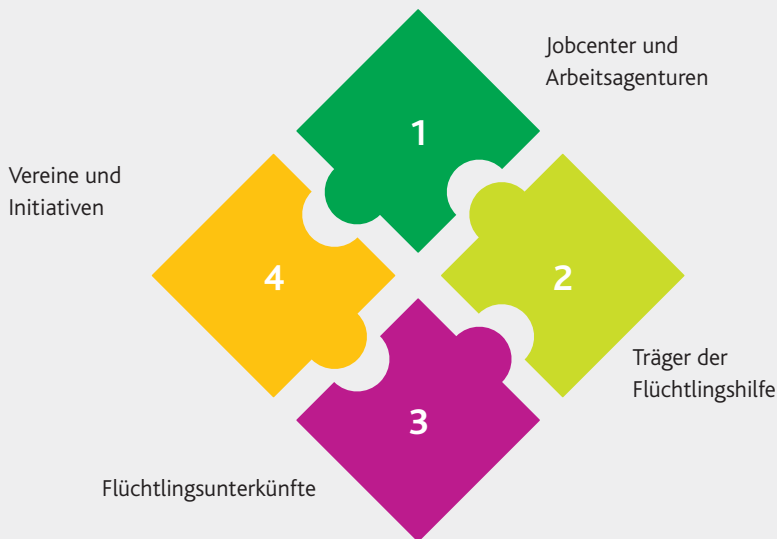 Jobcenter und
Arbeitsagenturen
1
Vereine und
Initiativen
4
2
Träger der
Flüchtlingshilfe
3
Flüchtlingsunterkünfte